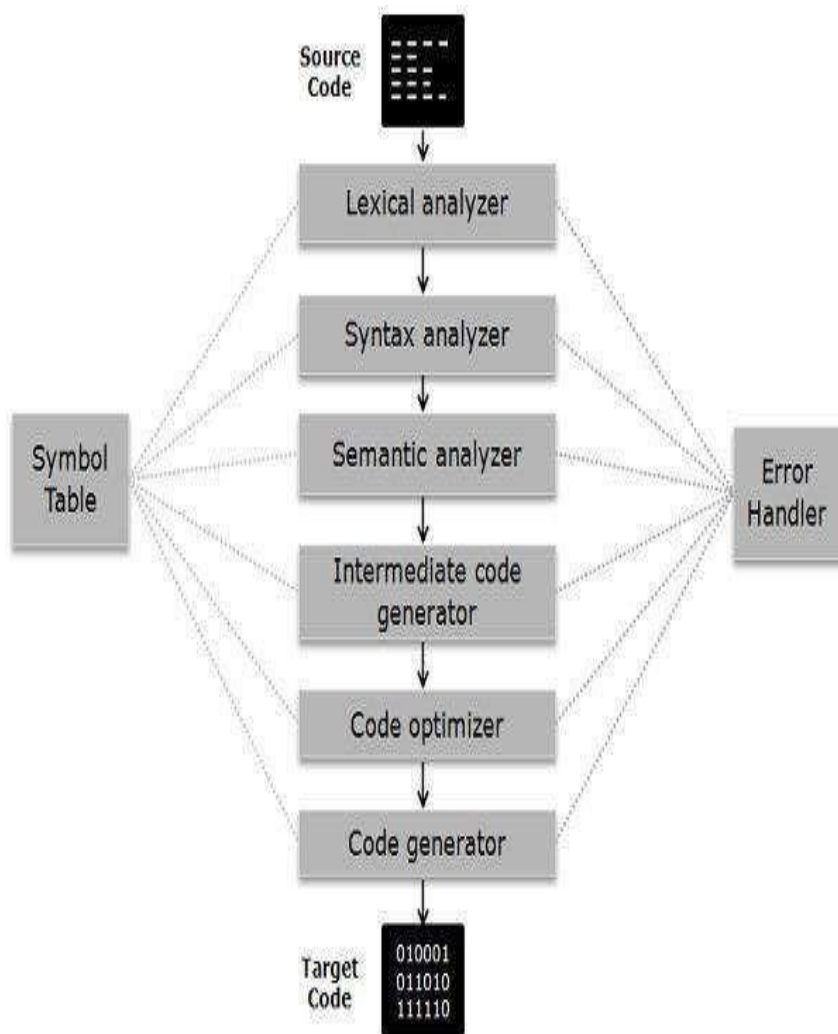 Source
Code
Lexical analyzer
Syntax analyzer
Semantic analyzer
Symbol
Table
Error
Handler
Intermediate code
generator
Code optimizer
Code generator
Target
Code
010001
011010
111110